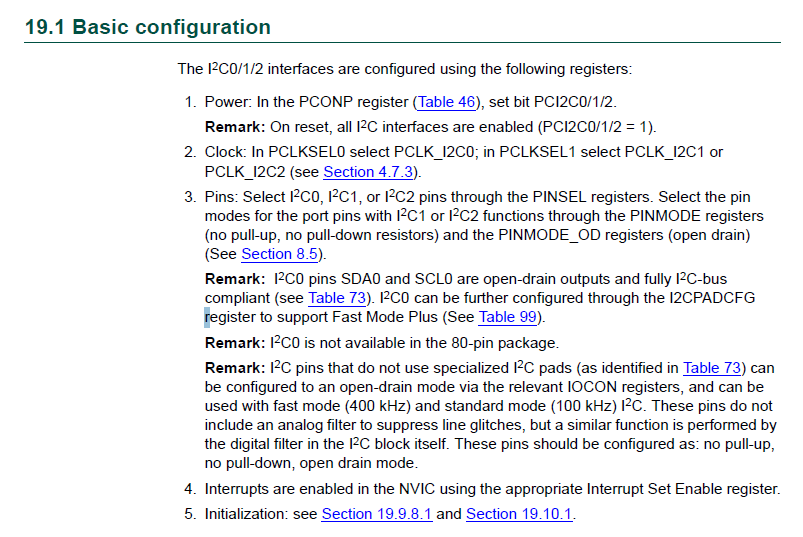 19.1 Basic configuration
The I²C0/1/2 interfaces are configured using the following registers:
1. Power: In the PCONP register (Table 46), set bit PCI2C0/1/2.
Remark: On reset, all I²C interfaces are enabled (PCI2C0/1/2 = 1).
2. Clock: In PCLKSEL0 select PCLK_I2C0; in PCLKSEL1 select PCLK_I2C1 or
PCLK_I2C2 (see Section 4.7.3).
3. Pins: Select I²C0, I²C1, or I²C2 pins through the PINSEL registers. Select the pin
modes for the port pins with I²C1 or I²C2 functions through the PINMODE registers
(no pull-up, no pull-down resistors) and the PINMODE_OD registers (open drain)
(See Section 8.5).
Remark: I²C0 pins SDA0 and SCL0 are open-drain outputs and fully I²C-bus
compliant (see Table 73). I²C0 can be further configured through the I2CPADCFG
register to support Fast Mode Plus (See Table 99).
Remark: I²C0 is not available in the 80-pin package.
Remark: I²C pins that do not use specialized I²C pads (as identified in Table 73) can
be configured to an open-drain mode via the relevant IOCON registers, and can be
used with fast mode (400 kHz) and standard mode (100 kHz) I²C. These pins do not
include an analog filter to suppress line glitches, but a similar function is performed by
the digital filter in the I²C block itself. These pins should be configured as: no pull-up,
no pull-down, open drain mode.
4. Interrupts are enabled in the NVIC using the appropriate Interrupt Set Enable register.
5. Initialization: see Section 19.9.8.1 and Section 19.10.1.